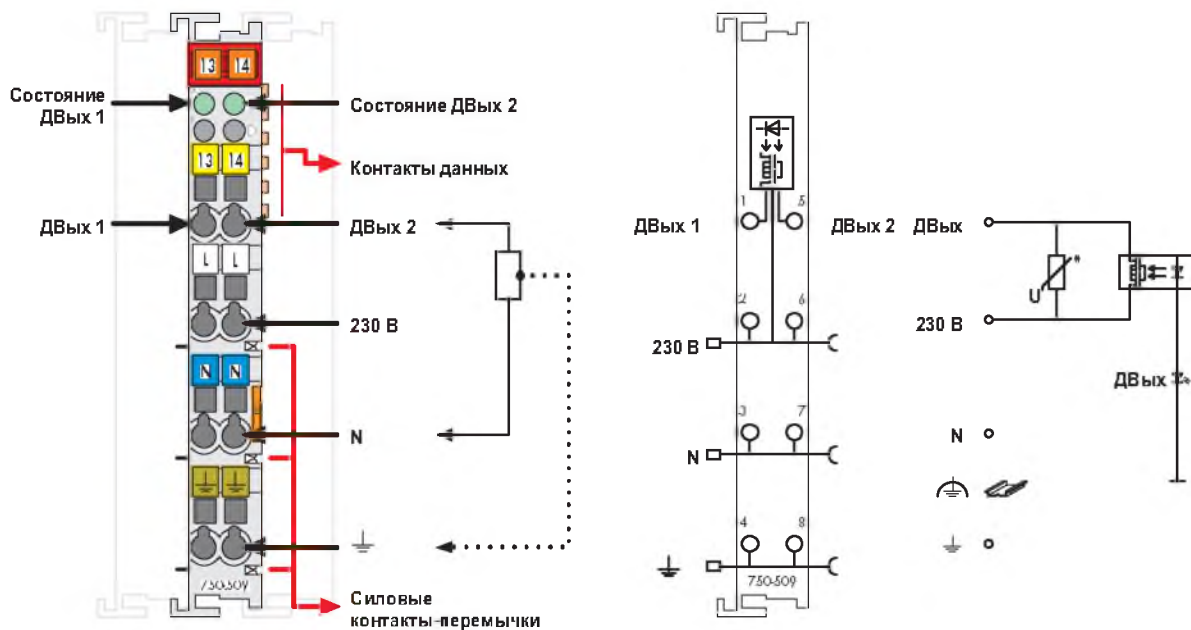 13 14
Состояние
ДВых 1
Состояние ДВых 2
13 14
Контакты данных
ДВых 1
ДВых 2
L L
230 В
N N
N
750-509
Силовые
контакты-перемычки
1 5
ДВых 1
ДВых 2
2 6
230 В
3 7
N
4 8
750-509
ДВых
U *
230 В
ДВых
N